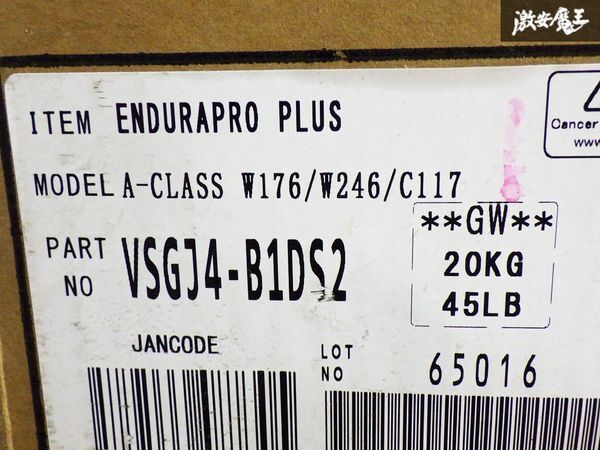 激安魔王
ITEM ENDURAPRO PLUS
MODEL A-CLASS W176/W246/C117
PART NO VSGJ4-B1DS2
**GW**
20KG
45LB
JANCODE
LOT NO 65016
Cancer
www